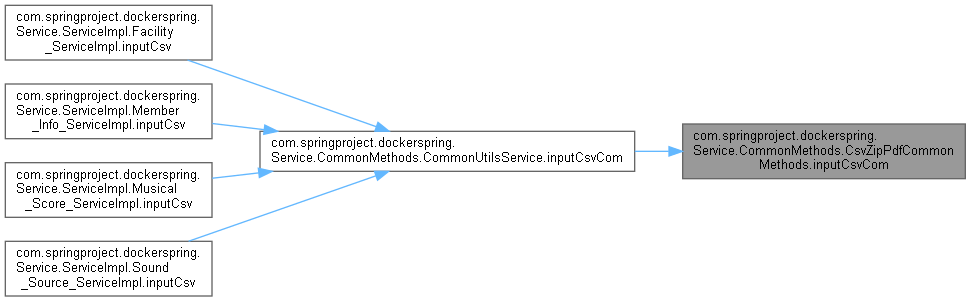 com.springproject.dockerspring.
Service.ServiceImpl.Facility
_ServiceImpl.inputCsv
com.springproject.dockerspring.
Service.ServiceImpl.Member
_Info_ServiceImpl.inputCsv
com.springproject.dockerspring.
Service.ServiceImpl.Musical
_Score_ServiceImpl.inputCsv
com.springproject.dockerspring.
Service.ServiceImpl.Sound
_Source_ServiceImpl.inputCsv
com.springproject.dockerspring.
Service.CommonMethods.CommonUtilsService.inputCsvCom
com.springproject.dockerspring.
Service.CommonMethods.CsvZipPdfCommon
Methods.inputCsvCom